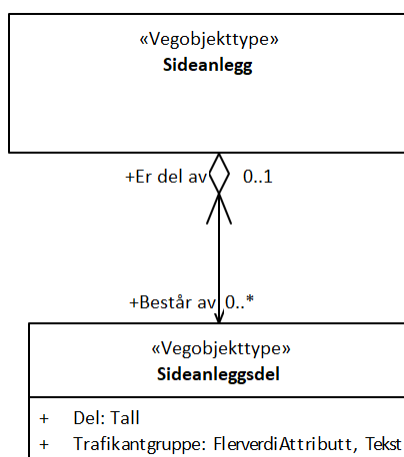 «Vegobjekttype»
Sideanlegg
+Er del av 0..1
+Består av 0..*
«Vegobjekttype»
Sideanleggsdel
+ Del: Tall
+ Trafikantgruppe: FlerverdiAttributt, Tekst